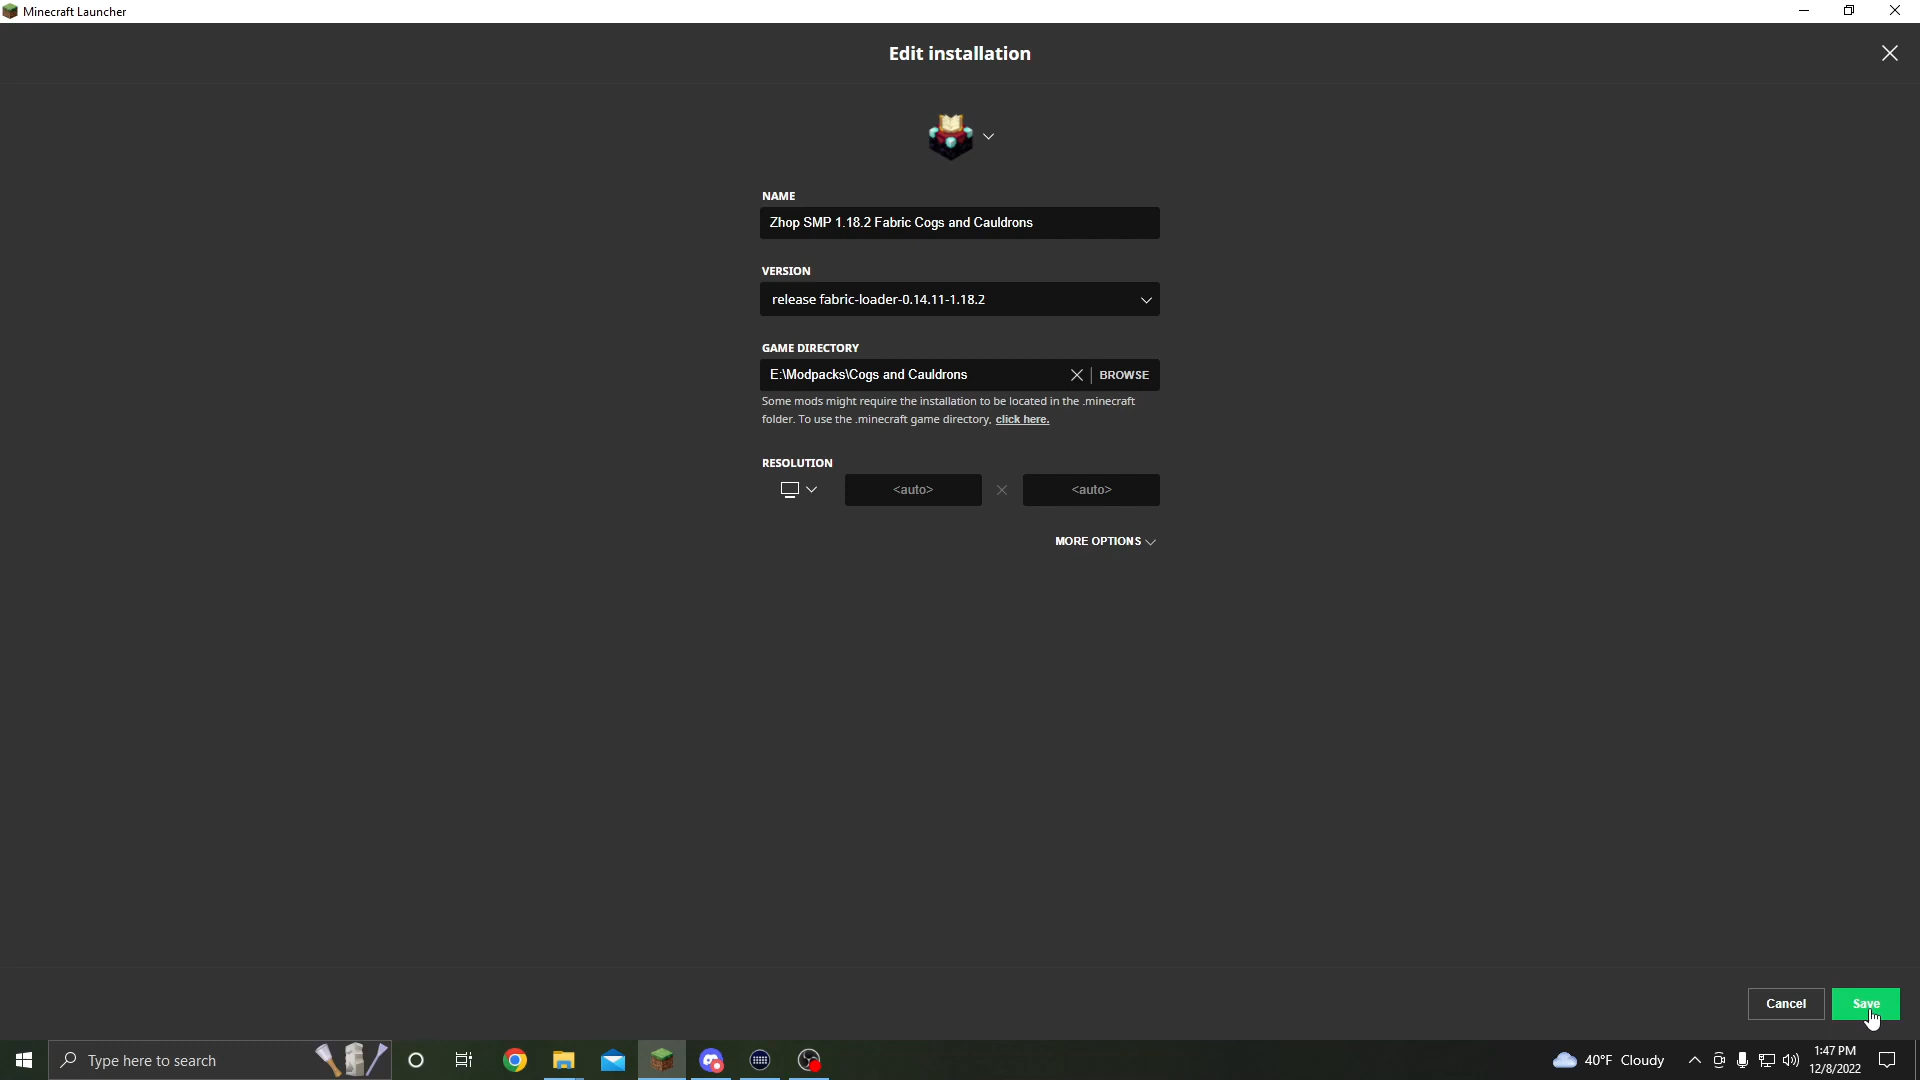 Minecraft Launcher
Edit installation
NAME
Zhop SMP 1.18.2 Fabric Cogs and Cauldrons
VERSION
release fabric-loader-0.14.11-1.18.2
GAME DIRECTORY
E:\Modpacks\Cogs and Cauldrons
BROWSE
Some mods might require the installation to be located in the .minecraft
folder. To use the .minecraft game directory, click here.
RESOLUTION
<auto> <auto>
MORE OPTIONS
Cancel Save
Type here to search
40°F Cloudy
1:47 PM
12/8/2022